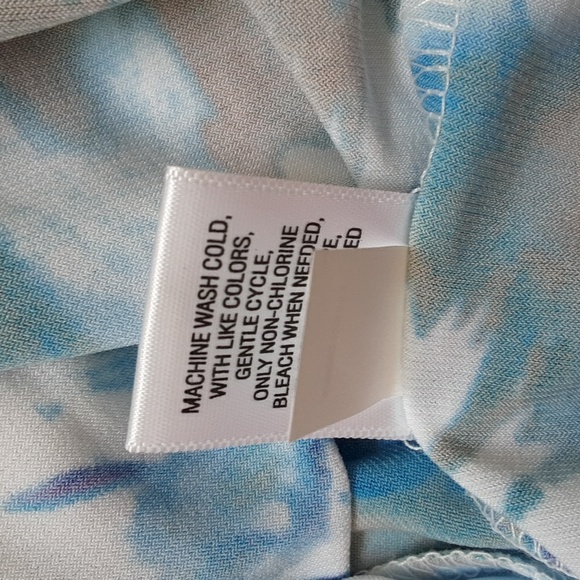 MACHINE WASH COLD,
WITH LIKE COLORS,
GENTLE CYCLE,
ONLY NON-CHLORINE
BLEACH WHEN NEEDED,